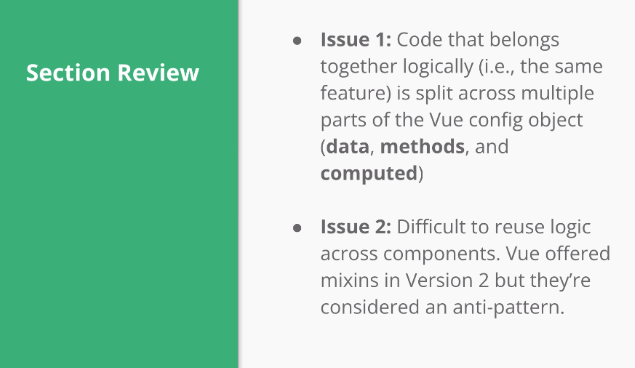 Section Review
● Issue 1: Code that belongs
together logically (i.e., the same
feature) is split across multiple
parts of the Vue config object
(data, methods, and
computed)
● Issue 2: Difficult to reuse logic
across components. Vue offered
mixins in Version 2 but they’re
considered an anti-pattern.